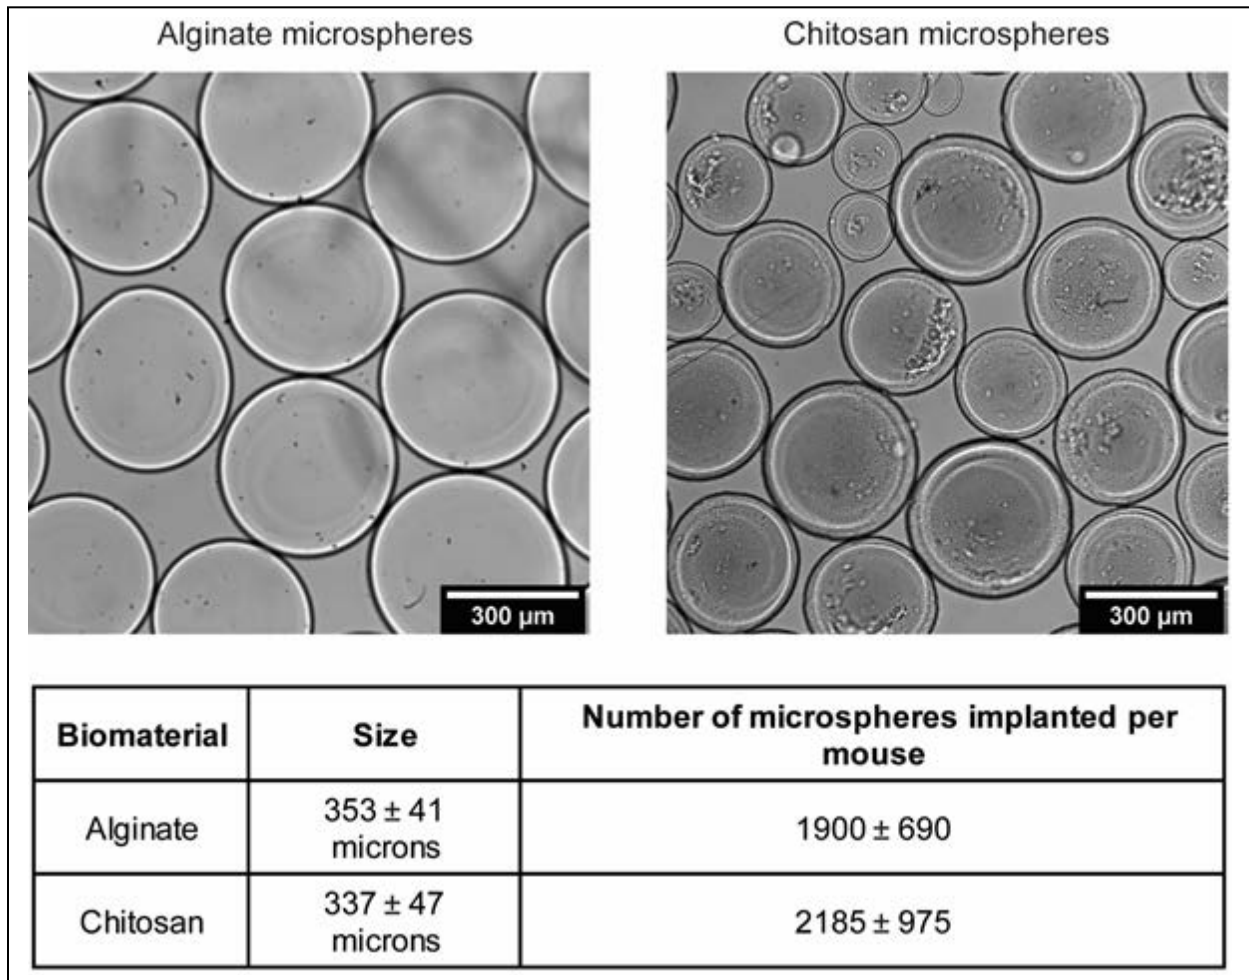 Alginate microspheres
Chitosan microspheres
300 µm
300 µm
Biomaterial
Size
Number of microspheres implanted per
mouse
Alginate
353 ± 41
microns
1900 ± 690
Chitosan
337 ± 47
microns
2185 ± 975